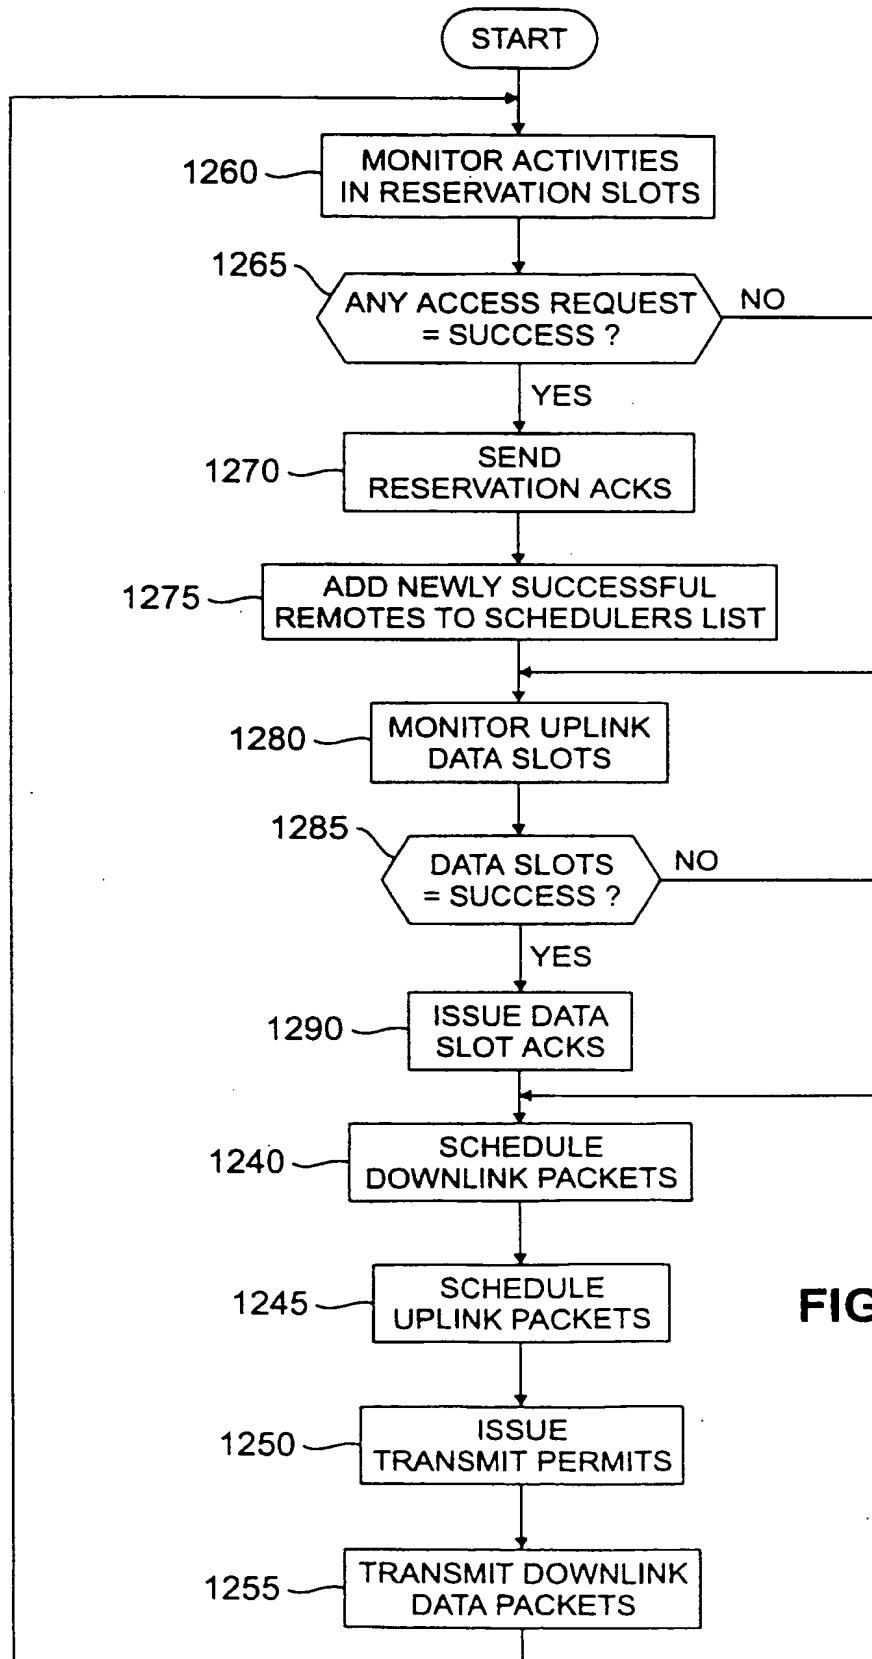 START
1260
MONITOR ACTIVITIES
IN RESERVATION SLOTS
1265
ANY ACCESS REQUEST
= SUCCESS ?
NO
YES
1270
SEND
RESERVATION ACKS
1275
ADD NEWLY SUCCESSFUL
REMOTES TO SCHEDULERS LIST
1280
MONITOR UPLINK
DATA SLOTS
1285
DATA SLOTS
= SUCCESS ?
NO
YES
1290
ISSUE DATA
SLOT ACKS
1240
SCHEDULE
DOWNLINK PACKETS
1245
SCHEDULE
UPLINK PACKETS
FIG
1250
ISSUE
TRANSMIT PERMITS
1255
TRANSMIT DOWNLINK
DATA PACKETS